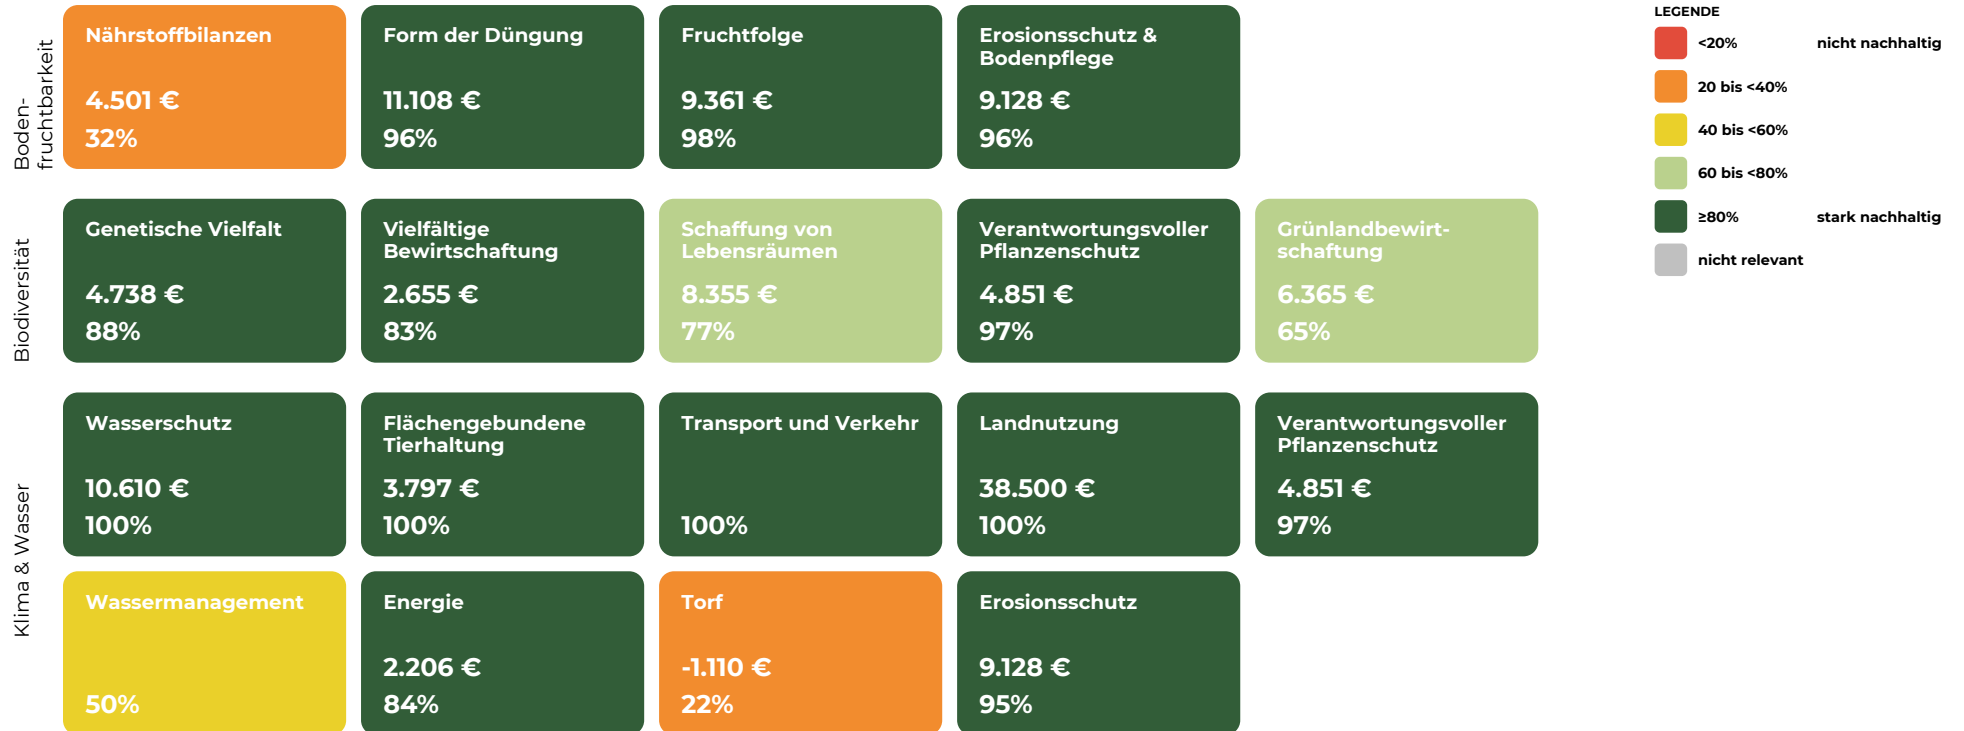 Boden-
fruchtbarkeit
Nährstoffbilanzen
4.501 €
32%
Form der Düngung
11.108 €
96%
Fruchtfolge
9.361 €
98%
Erosionsschutz &
Bodenpflege
9.128 €
96%
Biodiversität
Genetische Vielfalt
4.738 €
88%
Vielfältige
Bewirtschaftung
2.655 €
83%
Schaffung von
Lebensräumen
8.355 €
77%
Verantwortungsvoller
Pflanzenschutz
4.851 €
97%
Grünlandbewirt-
schaftung
6.365 €
65%
Klima & Wasser
Wasserschutz
10.610 €
100%
Flächengebundene
Tierhaltung
3.797 €
100%
Transport und Verkehr
100%
Landnutzung
38.500 €
100%
Verantwortungsvoller
Pflanzenschutz
4.851 €
97%
Wassermanagement
50%
Energie
2.206 €
84%
Torf
-1.110 €
22%
Erosionsschutz
9.128 €
95%
LEGENDE
<20% nicht nachhaltig
20 bis <40%
40 bis <60%
60 bis <80%
≥80% stark nachhaltig
nicht relevant